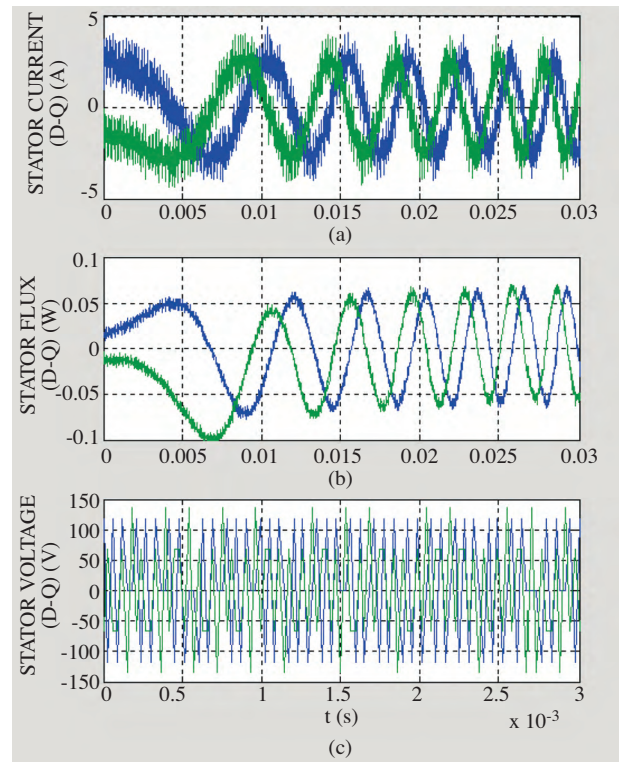 STATOR CURRENT
(D-Q) (A)
5
0
-5
0 0.005 0.01 0.015 0.02 0.025 0.03
(a)
STATOR FLUX
(D-Q) (W)
0.1
0.05
0
-0.05
-0.1
0 0.005 0.01 0.015 0.02 0.025 0.03
(b)
STATOR VOLTAGE
(D-Q) (V)
150
100
50
0
-50
-100
-150
0 0.5 1 1.5 2 2.5 3
t (s)
x 10⁻³
(c)